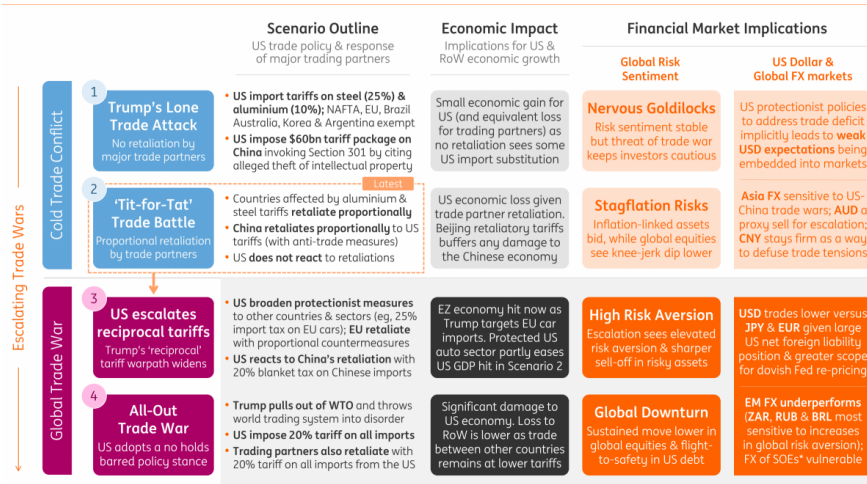 Scenario Outline
US trade policy & response
of major trading partners
Economic Impact
Implications for US &
RoW economic growth
Financial Market Implications
Global Risk
Sentiment
US Dollar &
Global FX markets
Escalating Trade Wars
Cold Trade Conflict
1
Trump's Lone
Trade Attack
No retaliation by
major trade partners
• US import tariffs on steel (25%) &
aluminium (10%); NAFTA, EU, Brazil
Australia, Korea & Argentina exempt
• US impose $60bn tariff package on
China invoking Section 301 by citing
alleged theft of intellectual property
Small economic gain for
US (and equivalent loss
for trading partners) as
no retaliation sees some
US import substitution
Nervous Goldilocks
Risk sentiment stable
but threat of trade war
keeps investors cautious
US protectionist policies
to address trade deficit
implicitly leads to weak
USD expectations being
embedded into markets
2
Latest
'Tit-for-Tat'
Trade Battle
Proportional retaliation
by trade partners
• Countries affected by aluminium &
steel tariffs retaliate proportionally
• China retaliates proportionally to US
tariffs (with anti-trade measures)
• US does not react to retaliations
US economic loss given
trade partner retaliation.
Beijing retaliatory tariffs
buffers any damage to
the Chinese economy
Stagflation Risks
Inflation-linked assets
bid, while global equities
see knee-jerk dip lower
Asia FX sensitive to US-
China trade wars; AUD a
proxy sell for escalation;
CNY stays firm as a way
to defuse trade tensions
Global Trade War
3
US escalates
reciprocal tariffs
Trump's 'reciprocal'
tariff warpath widens
• US broaden protectionist measures
to other countries & sectors (eg, 25%
import tax on EU cars); EU retaliate
with proportional countermeasures
• US reacts to China's retaliation with
20% blanket tax on Chinese imports
EZ economy hit now as
Trump targets EU car
imports. Protected US
auto sector partly eases
US GDP hit in Scenario 2
High Risk Aversion
Escalation sees elevated
risk aversion & sharper
sell-off in risky assets
USD trades lower versus
JPY & EUR given large
US net foreign liability
position & greater scope
for dovish Fed re-pricing
4
All-Out
Trade War
US adopts a no holds
barred policy stance
• Trump pulls out of WTO and throws
world trading system into disorder
• US impose 20% tariff on all imports
• Trading partners also retaliate with
20% tariff on all imports from the US
Significant damage to
US economy. Loss to
RoW is lower as trade
between other countries
remains at lower tariffs
Global Downturn
Sustained move lower in
global equities & flight-
to-safety in US debt
EM FX underperforms
(ZAR, RUB & BRL most
sensitive to increases
in global risk aversion);
FX of SOEs* vulnerable